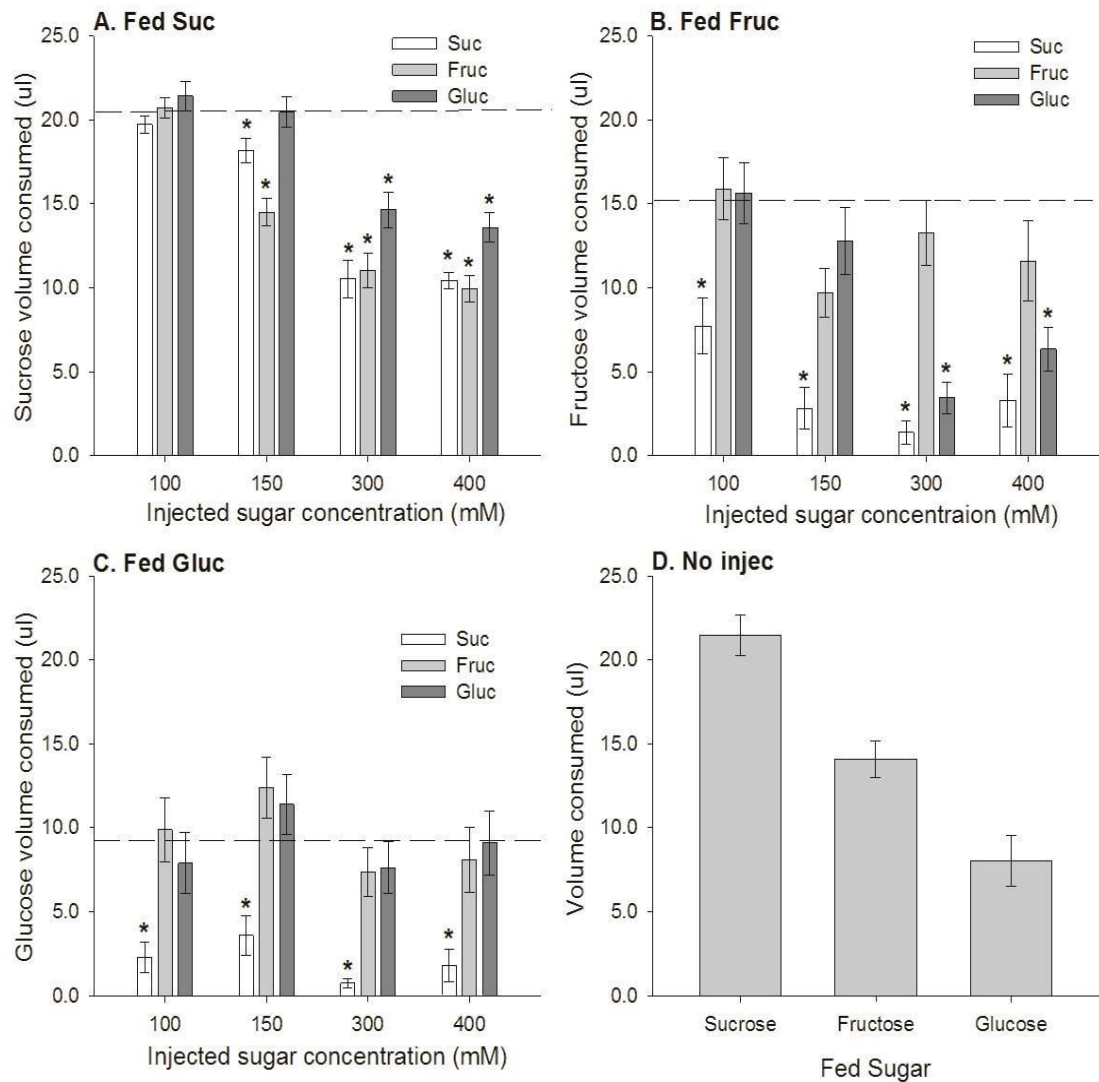 A. Fed Suc
25.0
20.0
15.0
10.0
5.0
0.0
Sucrose volume consumed (ul)
Suc
Fruc
Gluc
*
*
*
*
*
*
*
*
100 150 300 400
Injected sugar concentration (mM)
B. Fed Fruc
25.0
20.0
15.0
10.0
5.0
0.0
Fructose volume consumed (ul)
Suc
Fruc
Gluc
*
*
*
*
*
*
100 150 300 400
Injected sugar concentraion (mM)
C. Fed Gluc
25.0
20.0
15.0
10.0
5.0
0.0
Glucose volume consumed (ul)
Suc
Fruc
Gluc
*
*
*
*
100 150 300 400
Injected sugar concentration (mM)
D. No injec
25.0
20.0
15.0
10.0
5.0
0.0
Volume consumed (ul)
Sucrose Fructose Glucose
Fed Sugar